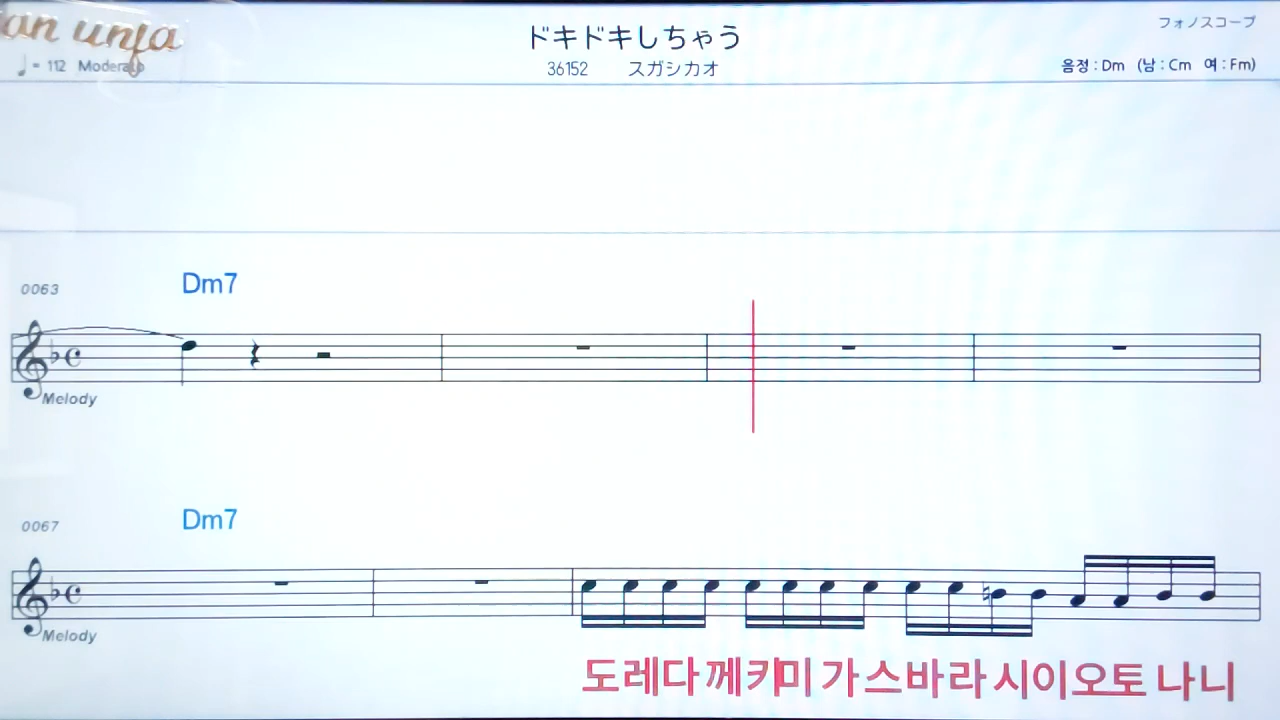 an unfa
ドキドキしちゃう
フォノスコープ
♩= 112 Moderato
36152 スガシカオ
음정 : Dm (남 : Cm 여 : Fm)
0063 Dm7
Melody
0067 Dm7
Melody
도레다께키미가스바라시이오토나니